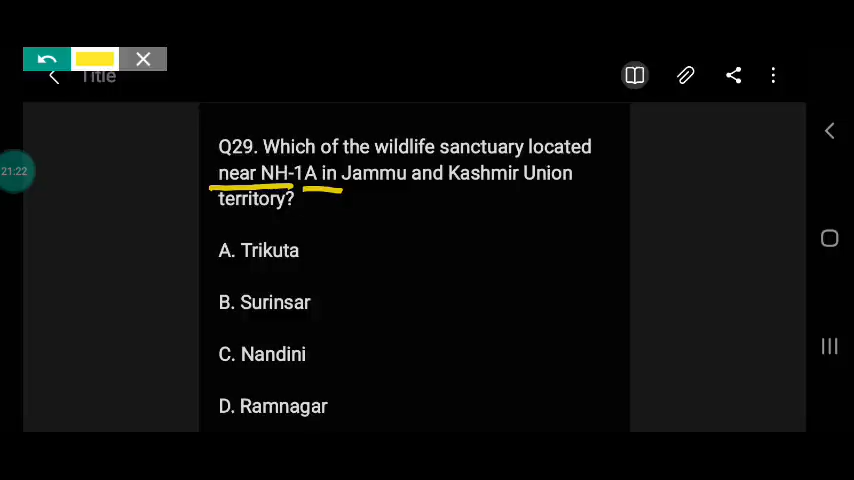 Title
21:22
Q29. Which of the wildlife sanctuary located
near NH-1A in Jammu and Kashmir Union
territory?
A. Trikuta
B. Surinsar
C. Nandini
D. Ramnagar